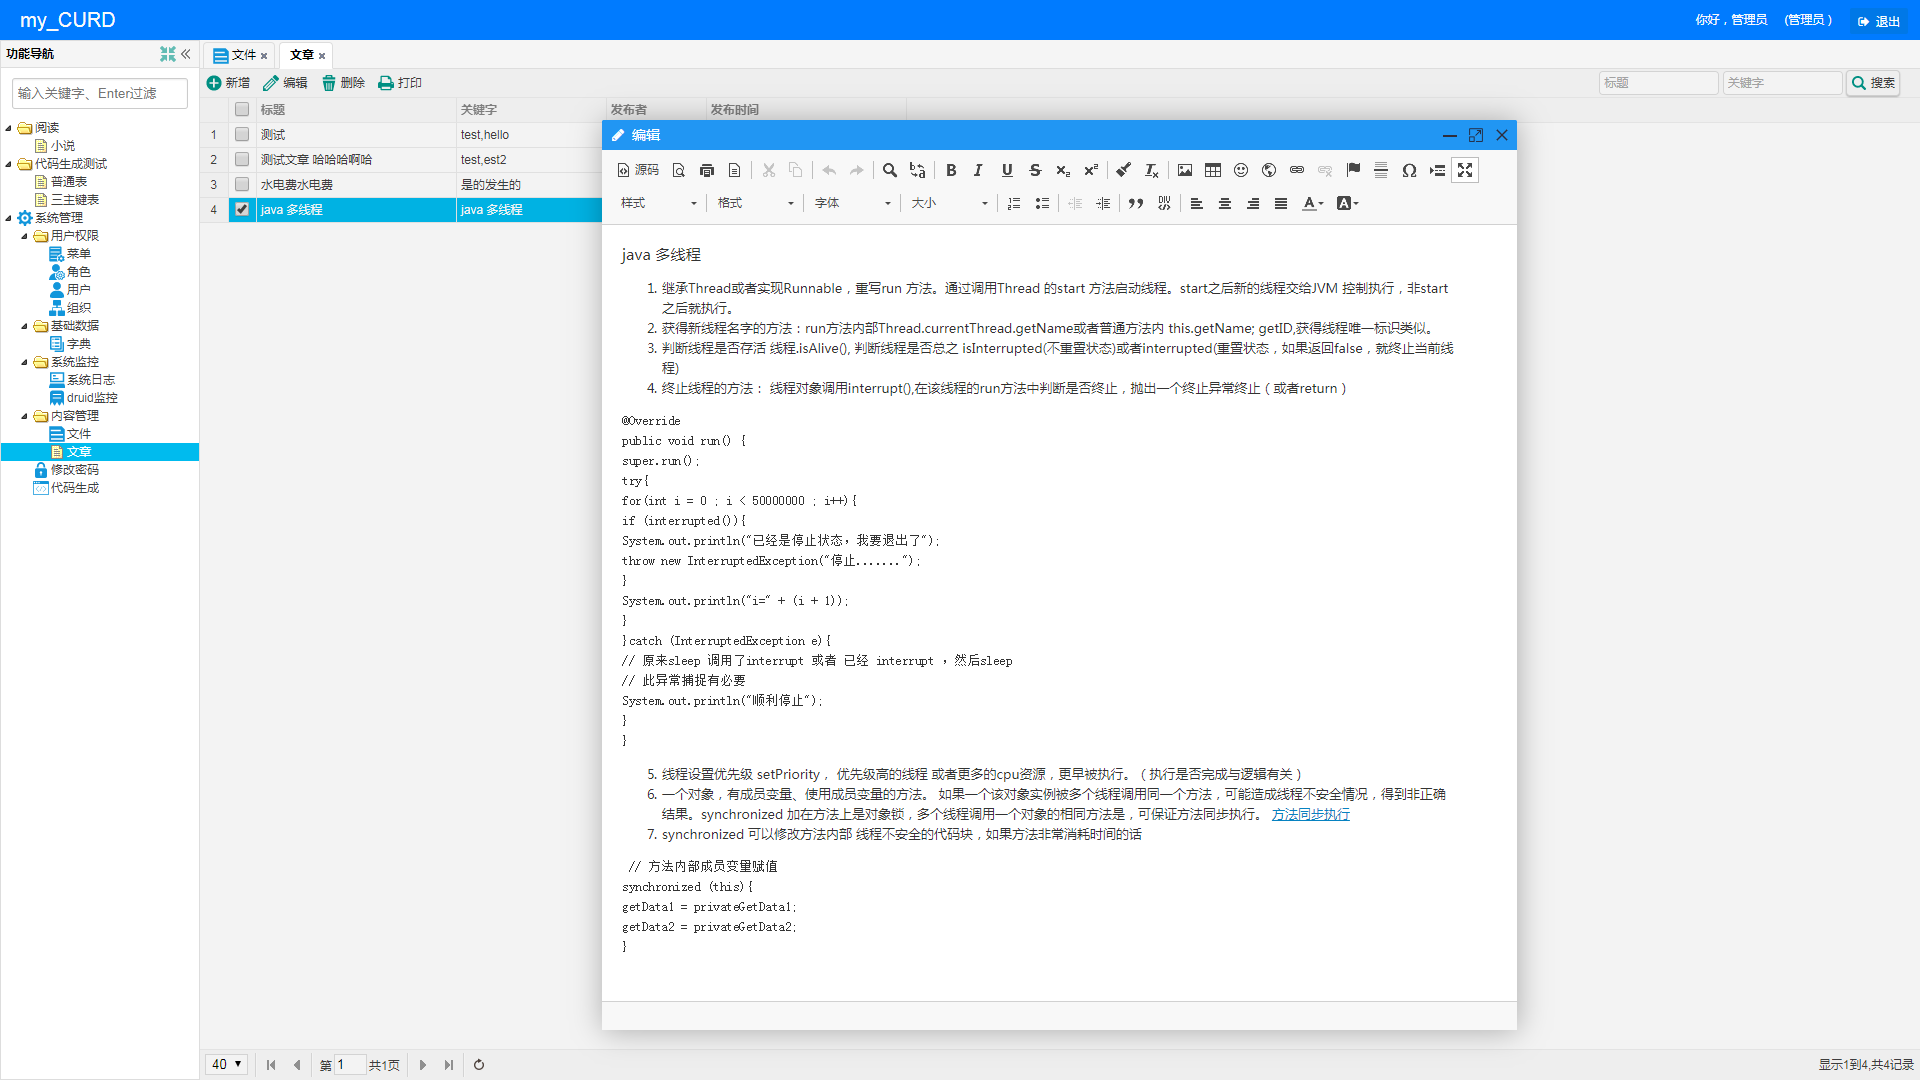 my_CURD
你好，管理员 (管理员) 退出
功能导航
输入关键字、Enter过滤
阅读
小说
代码生成测试
普通表
三主键表
系统管理
用户权限
菜单
角色
用户
组织
基础数据
字典
系统监控
系统日志
druid监控
内容管理
文件
文章
修改密码
代码生成
文件 文章
新增 编辑 删除 打印 标题 关键字 搜索
标题 关键字 发布者 发布时间
1 测试 test,hello
2 测试文章 哈哈哈啊哈 test,est2
3 水电费水电费 是的发生的
4 java 多线程 java 多线程
编辑
源码
样式 格式 字体 大小
java 多线程
1. 继承Thread或者实现Runnable，重写run 方法。通过调用Thread 的start 方法启动线程。start之后新的线程交给JVM 控制执行，非start
之后就执行。
2. 获得新线程名字的方法：run方法内部Thread.currentThread.getName或者普通方法内 this.getName; getID,获得线程唯一标识类似。
3. 判断线程是否存活 线程.isAlive(), 判断线程是否总之 isInterrupted(不重置状态)或者interrupted(重置状态，如果返回false，就终止当前线
程)
4. 终止线程的方法： 线程对象调用interrupt(),在该线程的run方法中判断是否终止，抛出一个终止异常终止（或者return）
@Override
public void run() {
super.run();
try{
for(int i = 0 ; i < 50000000 ; i++){
if (interrupted()){
System.out.println("已经是停止状态，我要退出了");
throw new InterruptedException("停止.......");
}
System.out.println("i=" + (i + 1));
}
}catch (InterruptedException e){
// 原来sleep 调用了interrupt 或者 已经 interrupt ，然后sleep
// 此异常捕捉有必要
System.out.println("顺利停止");
}
}
5. 线程设置优先级 setPriority， 优先级高的线程 或者更多的cpu资源，更早被执行。（执行是否完成与逻辑有关）
6. 一个对象，有成员变量、使用成员变量的方法。 如果一个该对象实例被多个线程调用同一个方法，可能造成线程不安全情况，得到非正确
结果。synchronized 加在方法上是对象锁，多个线程调用一个对象的相同方法是，可保证方法同步执行。 方法同步执行
7. synchronized 可以修改方法内部 线程不安全的代码块，如果方法非常消耗时间的话
// 方法内部成员变量赋值
synchronized (this){
getData1 = privateGetData1;
getData2 = privateGetData2;
}
40 第 1 共1页 显示1到4,共4记录